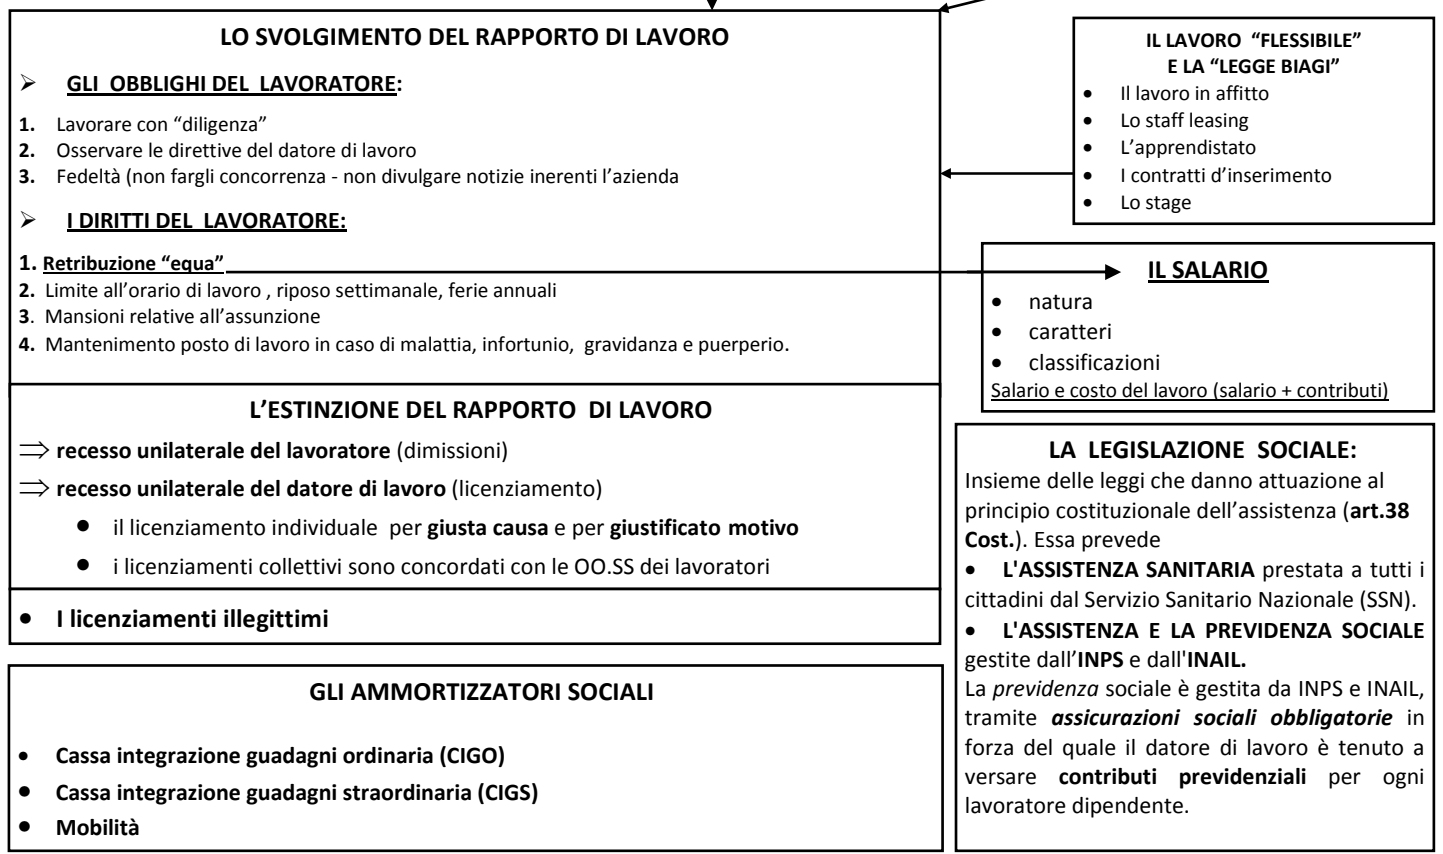 LO SVOLGIMENTO DEL RAPPORTO DI LAVORO
➢ GLI OBBLIGHI DEL LAVORATORE:
1. Lavorare con “diligenza”
2. Osservare le direttive del datore di lavoro
3. Fedeltà (non fargli concorrenza - non divulgare notizie inerenti l’azienda
➢ I DIRITTI DEL LAVORATORE:
1. Retribuzione “equa”
2. Limite all’orario di lavoro , riposo settimanale, ferie annuali
3. Mansioni relative all’assunzione
4. Mantenimento posto di lavoro in caso di malattia, infortunio, gravidanza e puerperio.
IL LAVORO “FLESSIBILE”
E LA “LEGGE BIAGI”
• Il lavoro in affitto
• Lo staff leasing
• L’apprendistato
• I contratti d’inserimento
• Lo stage
IL SALARIO
• natura
• caratteri
• classificazioni
Salario e costo del lavoro (salario + contributi)
L’ESTINZIONE DEL RAPPORTO DI LAVORO
⇒ recesso unilaterale del lavoratore (dimissioni)
⇒ recesso unilaterale del datore di lavoro (licenziamento)
• il licenziamento individuale per giusta causa e per giustificato motivo
• i licenziamenti collettivi sono concordati con le OO.SS dei lavoratori
• I licenziamenti illegittimi
LA LEGISLAZIONE SOCIALE:
Insieme delle leggi che danno attuazione al
principio costituzionale dell’assistenza (art.38
Cost.). Essa prevede
• L'ASSISTENZA SANITARIA prestata a tutti i
cittadini dal Servizio Sanitario Nazionale (SSN).
• L'ASSISTENZA E LA PREVIDENZA SOCIALE
gestite dall’INPS e dall'INAIL.
La previdenza sociale è gestita da INPS e INAIL,
tramite assicurazioni sociali obbligatorie in
forza del quale il datore di lavoro è tenuto a
versare contributi previdenziali per ogni
lavoratore dipendente.
GLI AMMORTIZZATORI SOCIALI
• Cassa integrazione guadagni ordinaria (CIGO)
• Cassa integrazione guadagni straordinaria (CIGS)
• Mobilità